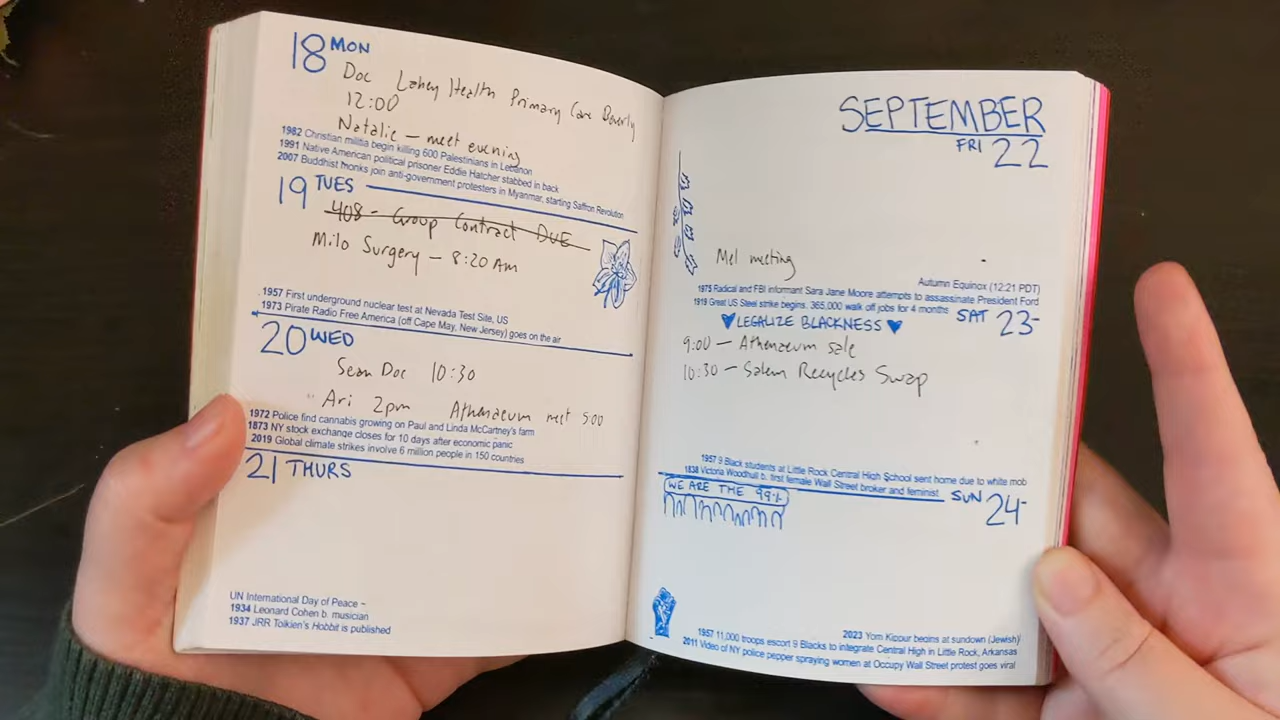 18 MON
Doc Lahey Health Primary Care Beverly
12:00
Natalie – meet evening
1982 Christian militia begin killing 600 Palestinians in Lebanon
1991 Native American political prisoner Eddie Hatcher stabbed in back
2007 Buddhist monks join anti-government protesters in Myanmar, starting Saffron Revolution
19 TUES
408 - Group Contract DUE
Milo Surgery – 8:20 AM
1957 First underground nuclear test at Nevada Test Site, US
1973 Pirate Radio Free America (off Cape May, New Jersey) goes on the air
20 WED
Sean Doc 10:30
Ari 2pm Athenaeum meet 5:00
1972 Police find cannabis growing on Paul and Linda McCartney's farm
1873 NY stock exchange closes for 10 days after economic panic
2019 Global climate strikes involve 6 million people in 150 countries
21 THURS
UN International Day of Peace ~
1934 Leonard Cohen b. musician
1937 JRR Tolkien's Hobbit is published
SEPTEMBER
FRI 22
Mel meeting
Autumn Equinox (12:21 PDT)
1975 Radical and FBI informant Sara Jane Moore attempts to assassinate President Ford
1919 Great US Steel strike begins. 365,000 walk off jobs for 4 months
SAT 23
LEGALIZE BLACKNESS
9:00 – Athenaeum sale
10:30 – Salem Recycles Swap
1957 9 Black students at Little Rock Central High School sent home due to white mob
1838 Victoria Woodhull b. first female Wall Street broker and feminist
SUN 24
WE ARE THE 99%
2023 Yom Kippur begins at sundown (Jewish)
1957 11,000 troops escort 9 Blacks to integrate Central High in Little Rock, Arkansas
2011 Video of NY police pepper spraying women at Occupy Wall Street protest goes viral